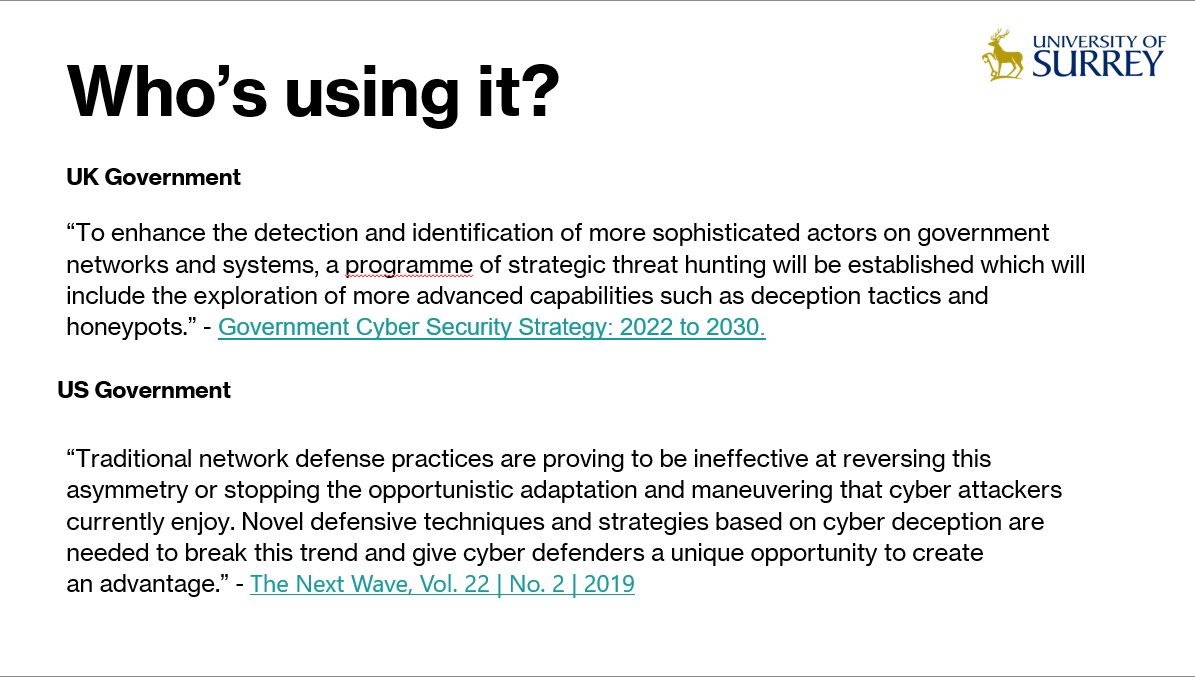 UNIVERSITY OF
SURREY
Who’s using it?
UK Government
“To enhance the detection and identification of more sophisticated actors on government
networks and systems, a programme of strategic threat hunting will be established which will
include the exploration of more advanced capabilities such as deception tactics and
honeypots.” - Government Cyber Security Strategy: 2022 to 2030.
US Government
“Traditional network defense practices are proving to be ineffective at reversing this
asymmetry or stopping the opportunistic adaptation and maneuvering that cyber attackers
currently enjoy. Novel defensive techniques and strategies based on cyber deception are
needed to break this trend and give cyber defenders a unique opportunity to create
an advantage.” - The Next Wave, Vol. 22 | No. 2 | 2019